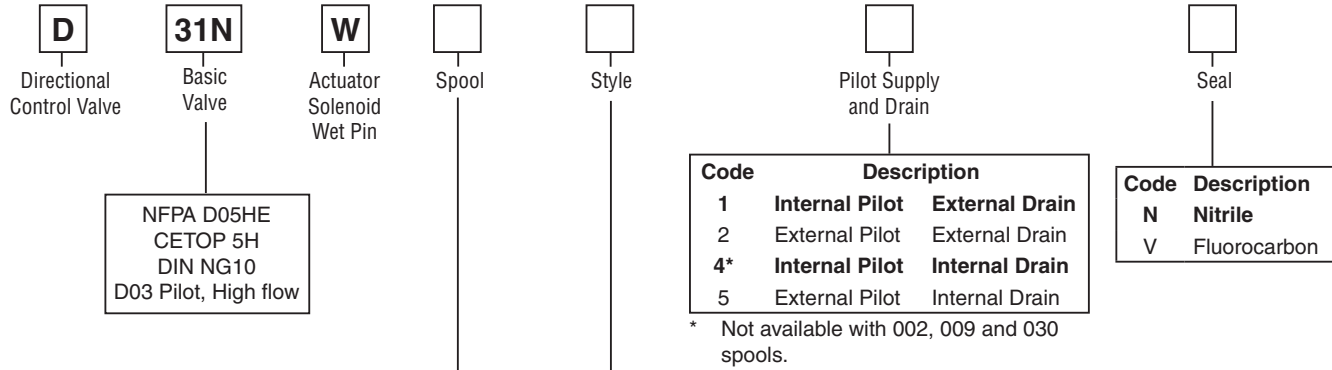 D 31N W
Directional Control Valve
Basic Valve
Actuator Solenoid Wet Pin
Spool
Style
Pilot Supply and Drain
Seal
NFPA D05HE
CETOP 5H
DIN NG10
D03 Pilot, High flow
Code Description
1 Internal Pilot External Drain
2 External Pilot External Drain
4* Internal Pilot Internal Drain
5 External Pilot Internal Drain
* Not available with 002, 009 and 030
spools.
Code Description
N Nitrile
V Fluorocarbon